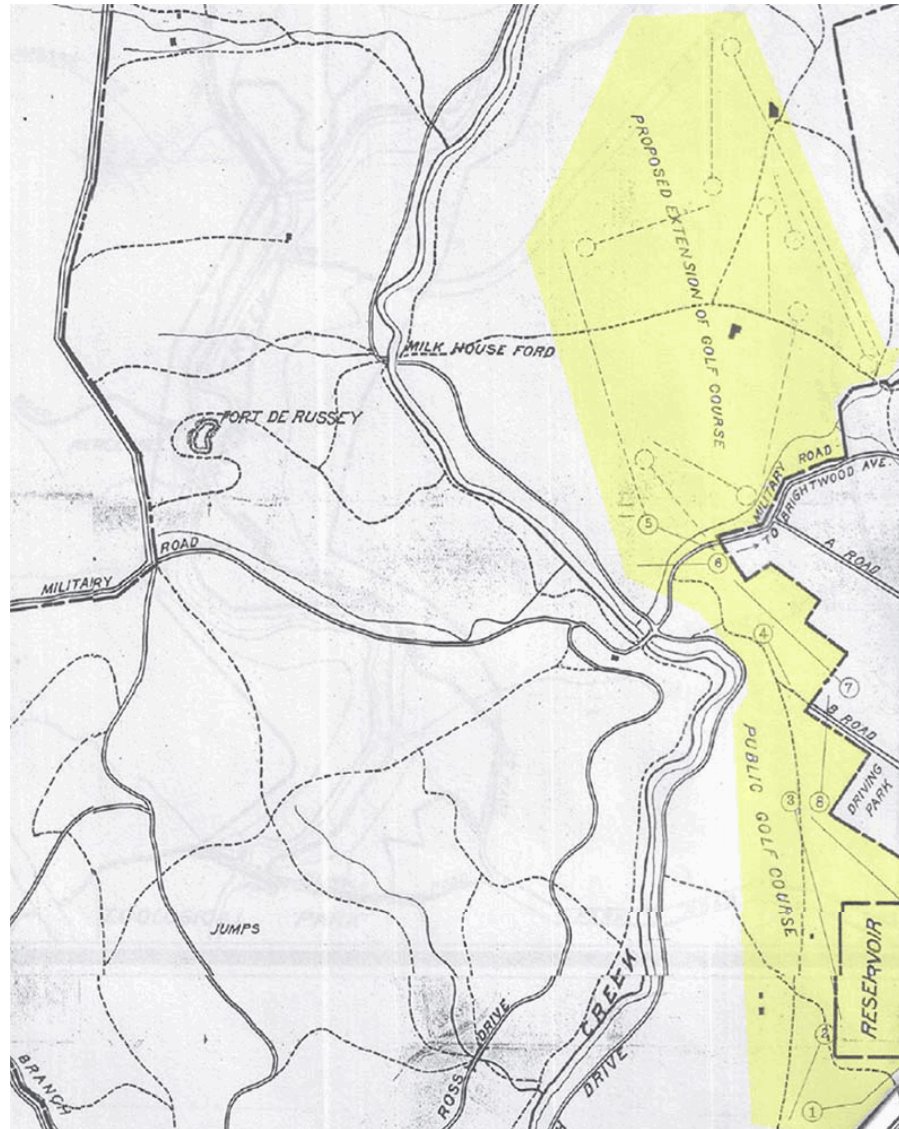 PROPOSED EXTENSION OF GOLF COURSE
MILK HOUSE FORD
FORT DE RUSSEY
MILITARY ROAD
TO BRIGHTWOOD AVE.
A ROAD
5
6
MILITARY ROAD
4
7
B ROAD
DRIVING
PARK
PUBLIC GOLF COURSE
3
8
JUMPS
RESERVOIR
CREEK
DRIVE
ROSS DRIVE
BRANCH
2
1